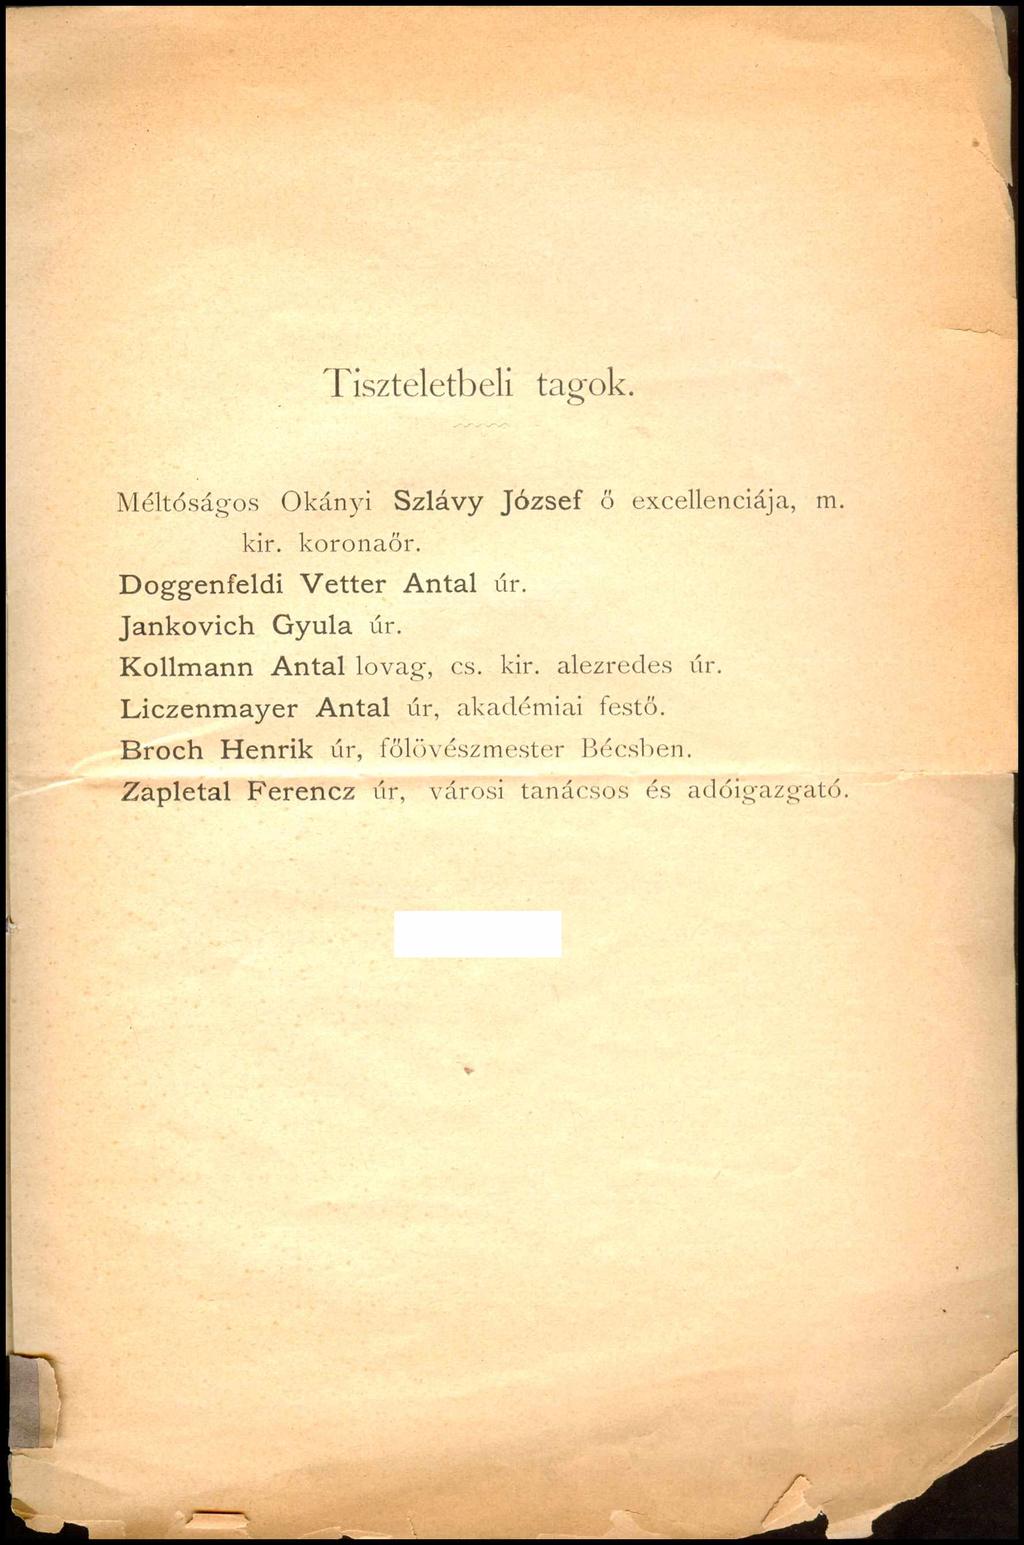 Tiszteletbeli tagok.
Méltóságos Okányi Szlávy József ő excellenciája, m.
kir. koronaőr.
Doggenfeldi Vetter Antal úr.
Jankovich Gyula úr.
Kollmann Antal lovag, cs. kir. alezredes úr.
Liczenmayer Antal úr, akadémiai festő.
Broch Henrik úr, főlövészmester Bécsben.
Zapletal Ferencz úr, városi tanácsos és adóigazgató.